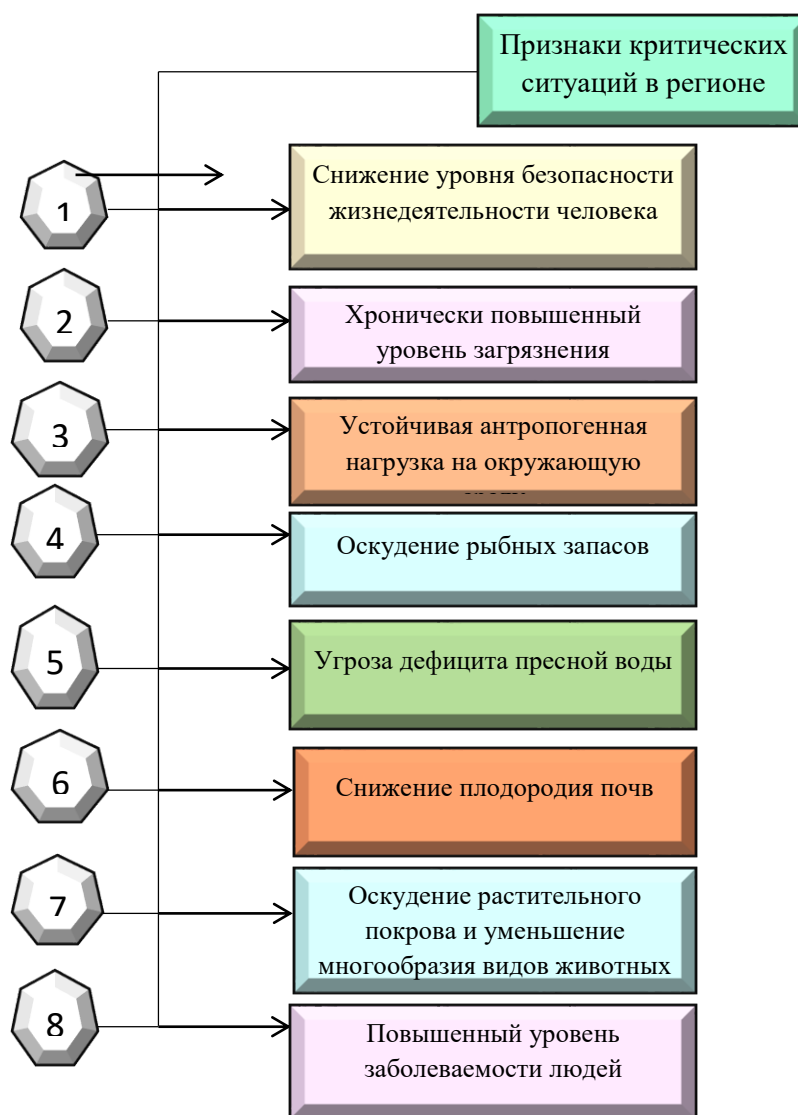 Признаки критических
ситуаций в регионе
1
Снижение уровня безопасности
жизнедеятельности человека
2
Хронически повышенный
уровень загрязнения
3
Устойчивая антропогенная
нагрузка на окружающую
4
Оскудение рыбных запасов
5
Угроза дефицита пресной воды
6
Снижение плодородия почв
7
Оскудение растительного
покрова и уменьшение
многообразия видов животных
8
Повышенный уровень
заболеваемости людей